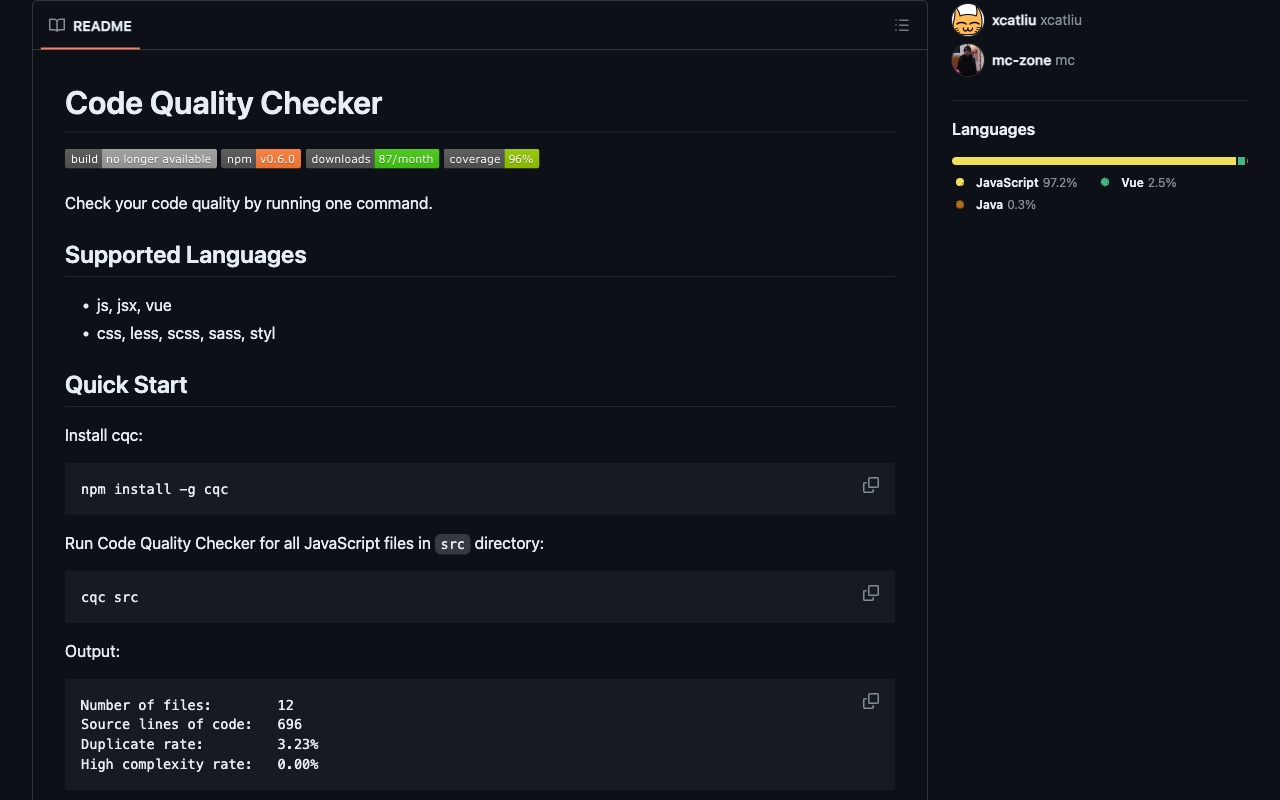 README
Code Quality Checker
build no longer available npm v0.6.0 downloads 87/month coverage 96%
Check your code quality by running one command.
Supported Languages
• js, jsx, vue
• css, less, scss, sass, styl
Quick Start
Install cqc:
npm install -g cqc
Run Code Quality Checker for all JavaScript files in src directory:
cqc src
Output:
Number of files: 12
Source lines of code: 696
Duplicate rate: 3.23%
High complexity rate: 0.00%
xcatliu xcatliu
mc-zone mc
Languages
JavaScript 97.2% Vue 2.5%
Java 0.3%